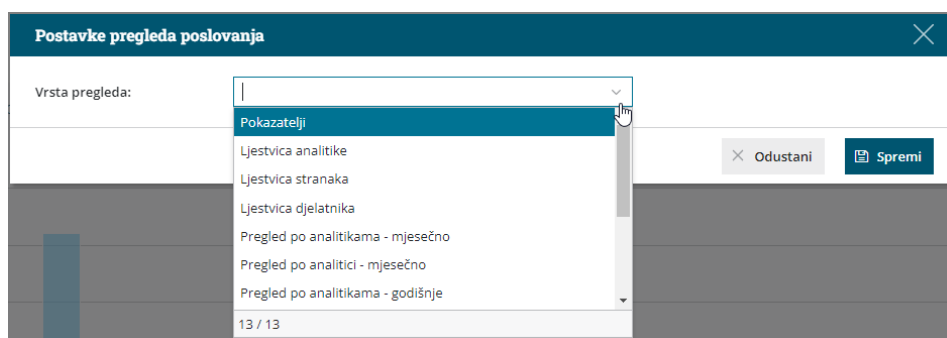 Postavke pregleda poslovanja
Vrsta pregleda:
Pokazatelji
Ljestvica analitike
Ljestvica stranaka
Ljestvica djelatnika
Pregled po analitikama - mjesečno
Pregled po analitici - mjesečno
Pregled po analitikama - godišnje
13 / 13
Odustani
Spremi